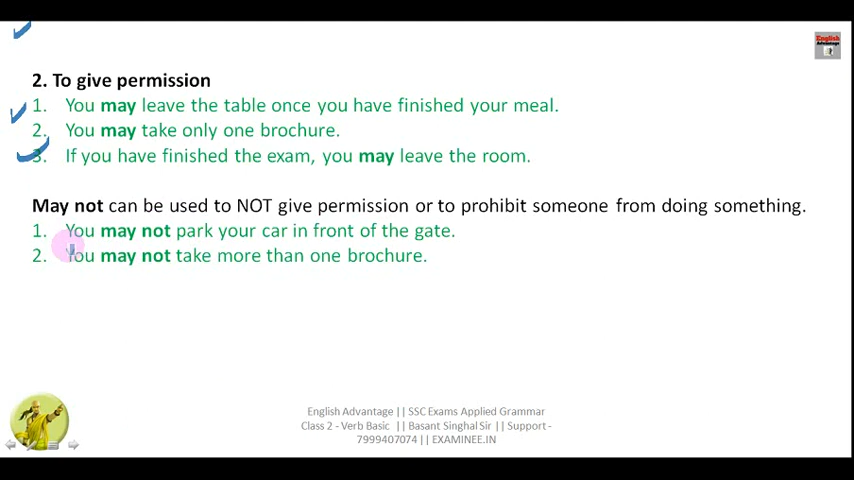 English
Advantage
2. To give permission
1. You may leave the table once you have finished your meal.
2. You may take only one brochure.
3. If you have finished the exam, you may leave the room.
May not can be used to NOT give permission or to prohibit someone from doing something.
1. You may not park your car in front of the gate.
2. You may not take more than one brochure.
English Advantage || SSC Exams Applied Grammar
Class 2 - Verb Basic || Basant Singhal Sir || Support -
7999407074 || EXAMINEE.IN